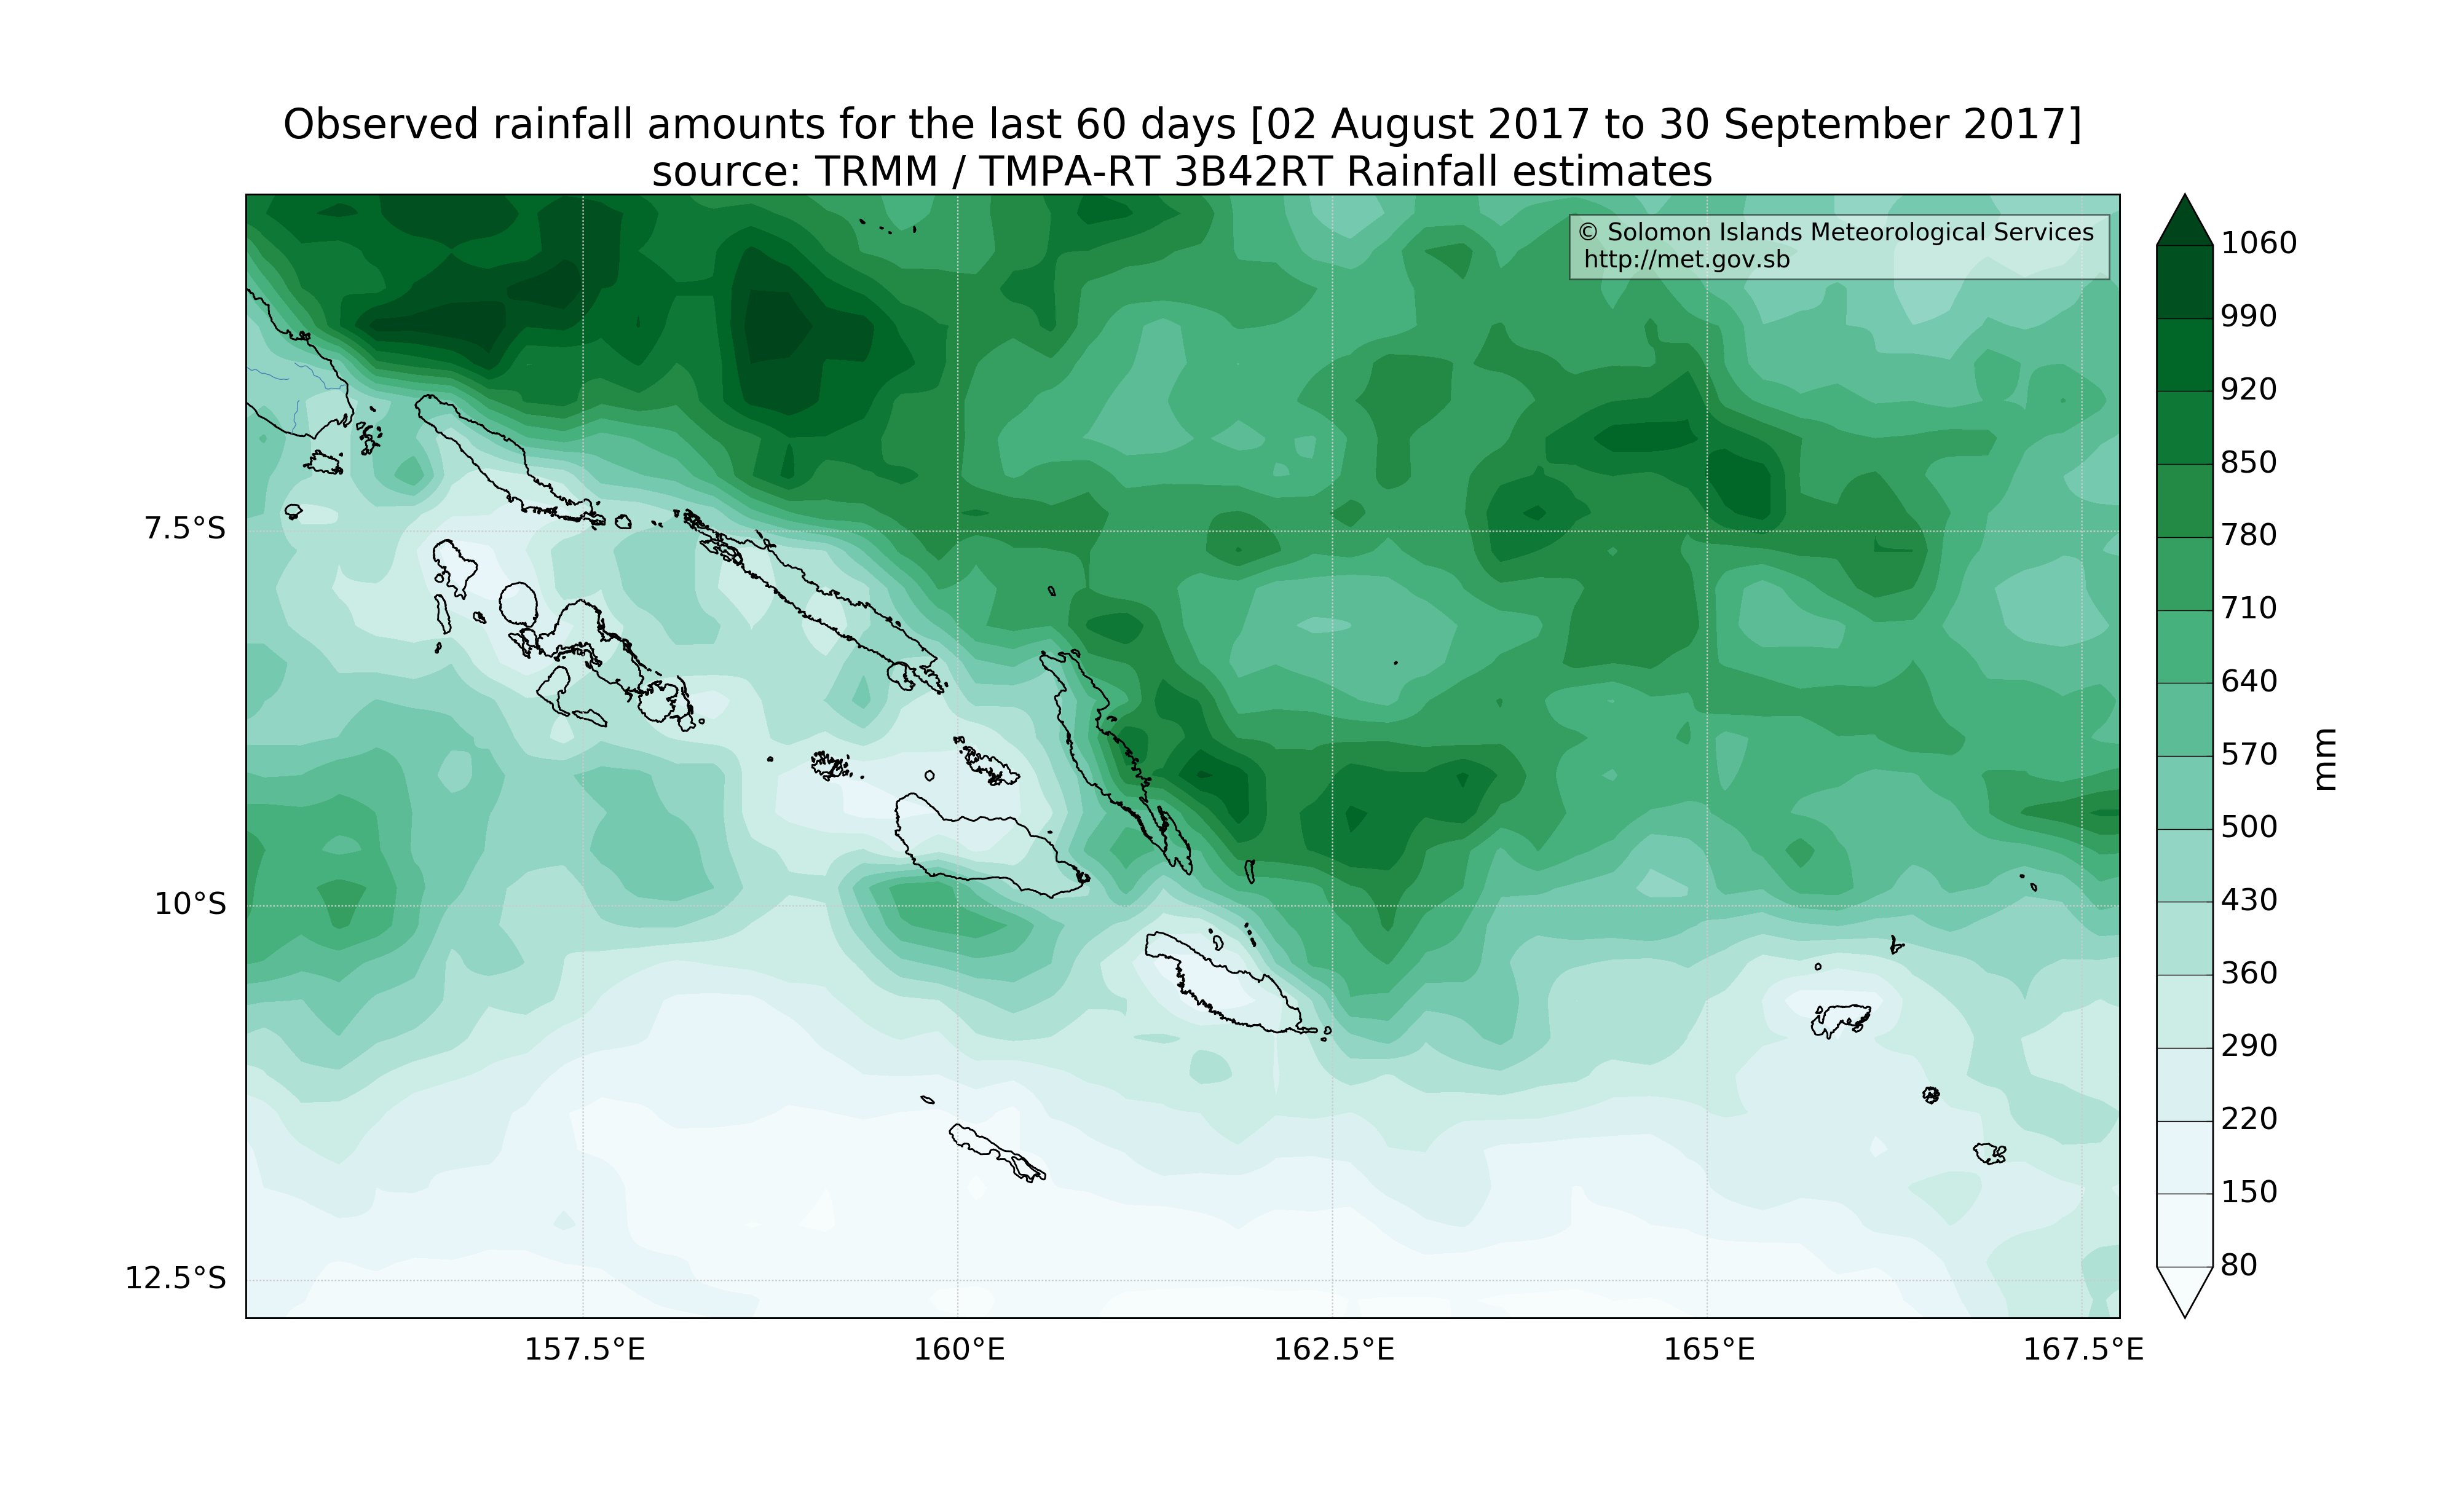 Observed rainfall amounts for the last 60 days [02 August 2017 to 30 September 2017]
source: TRMM / TMPA-RT 3B42RT Rainfall estimates
© Solomon Islands Meteorological Services
http://met.gov.sb
7.5°S
10°S
12.5°S
157.5°E
160°E
162.5°E
165°E
167.5°E
1060
990
920
850
780
710
640
570
500
430
360
290
220
150
80
mm